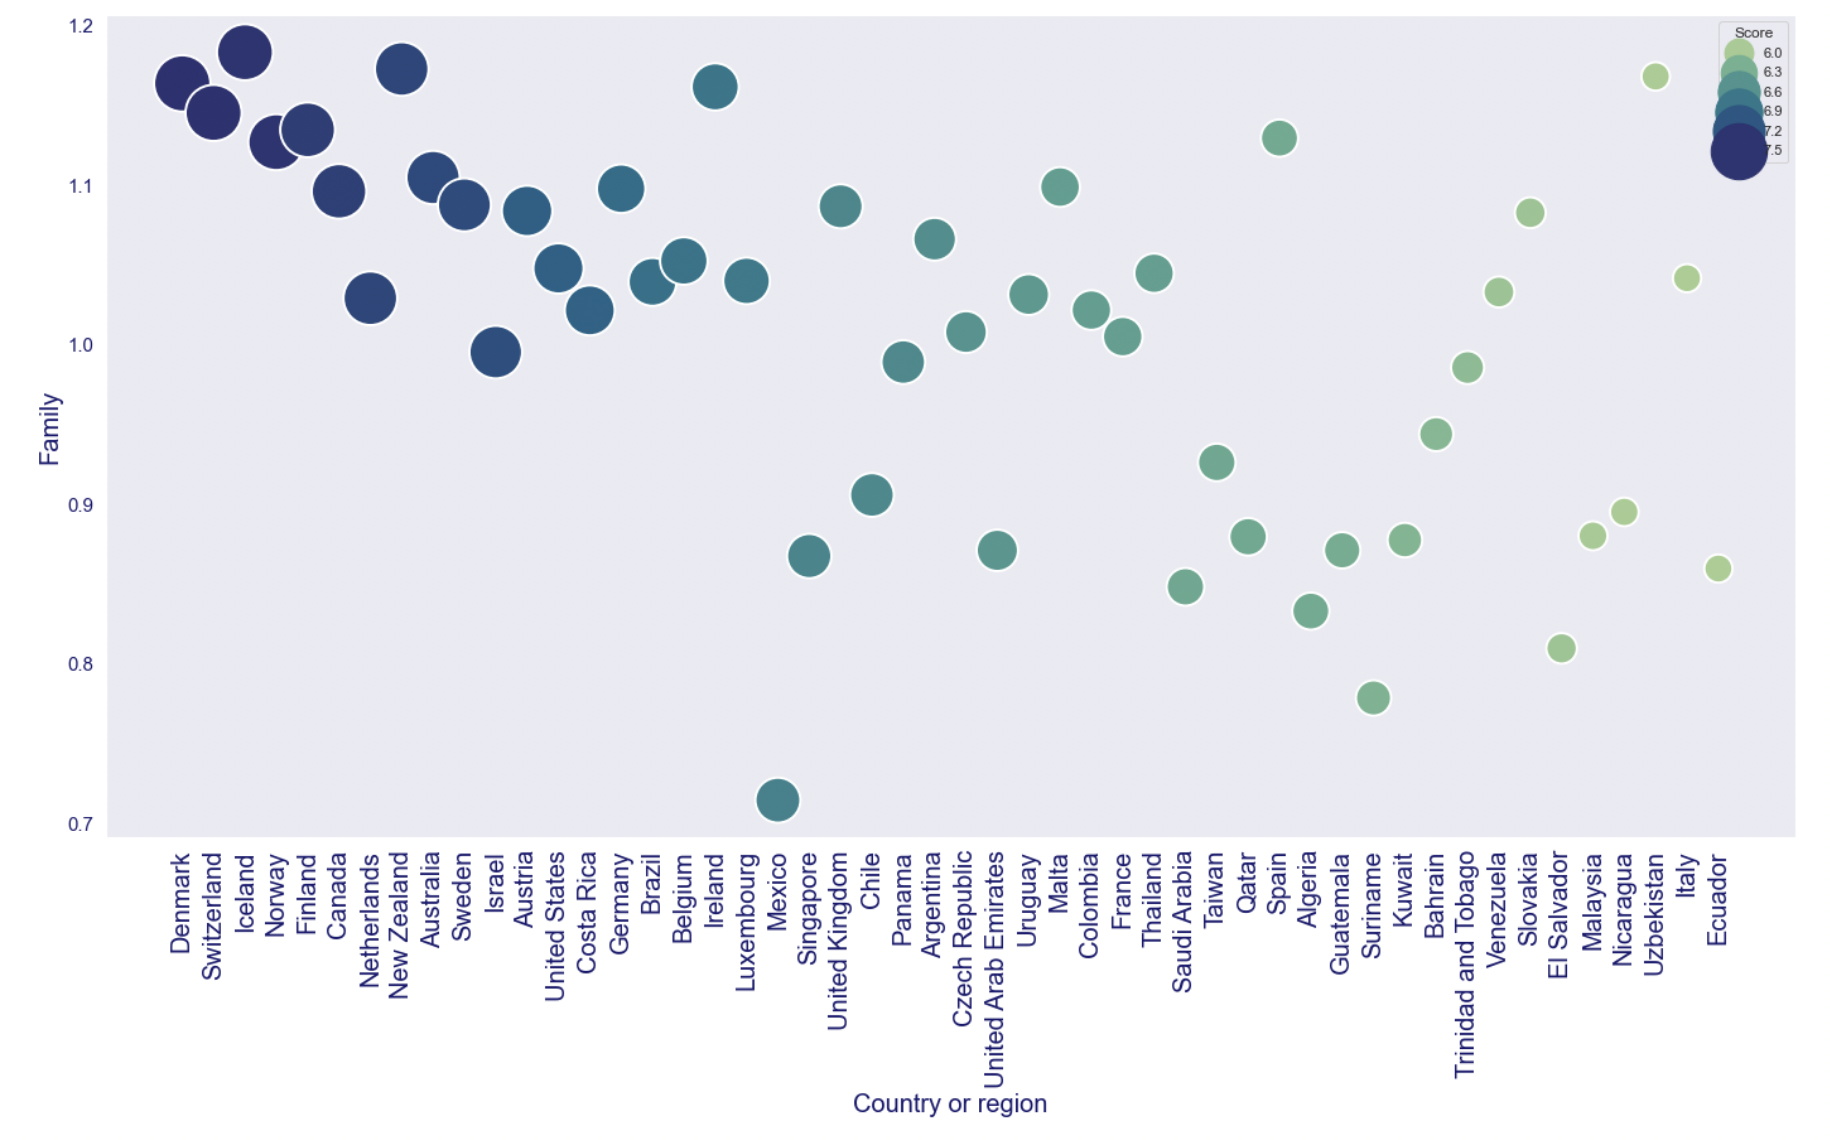 1.2
1.1
1.0
0.9
0.8
0.7
Family
Score
6.0
6.3
6.6
6.9
7.2
7.5
Denmark
Switzerland
Iceland
Norway
Finland
Canada
Netherlands
New Zealand
Australia
Sweden
Israel
Austria
United States
Costa Rica
Germany
Brazil
Belgium
Ireland
Luxembourg
Mexico
Singapore
United Kingdom
Chile
Panama
Argentina
Czech Republic
United Arab Emirates
Uruguay
Malta
Colombia
France
Thailand
Saudi Arabia
Taiwan
Qatar
Spain
Algeria
Guatemala
Suriname
Kuwait
Bahrain
Trinidad and Tobago
Venezuela
Slovakia
El Salvador
Malaysia
Nicaragua
Uzbekistan
Italy
Ecuador
Country or region